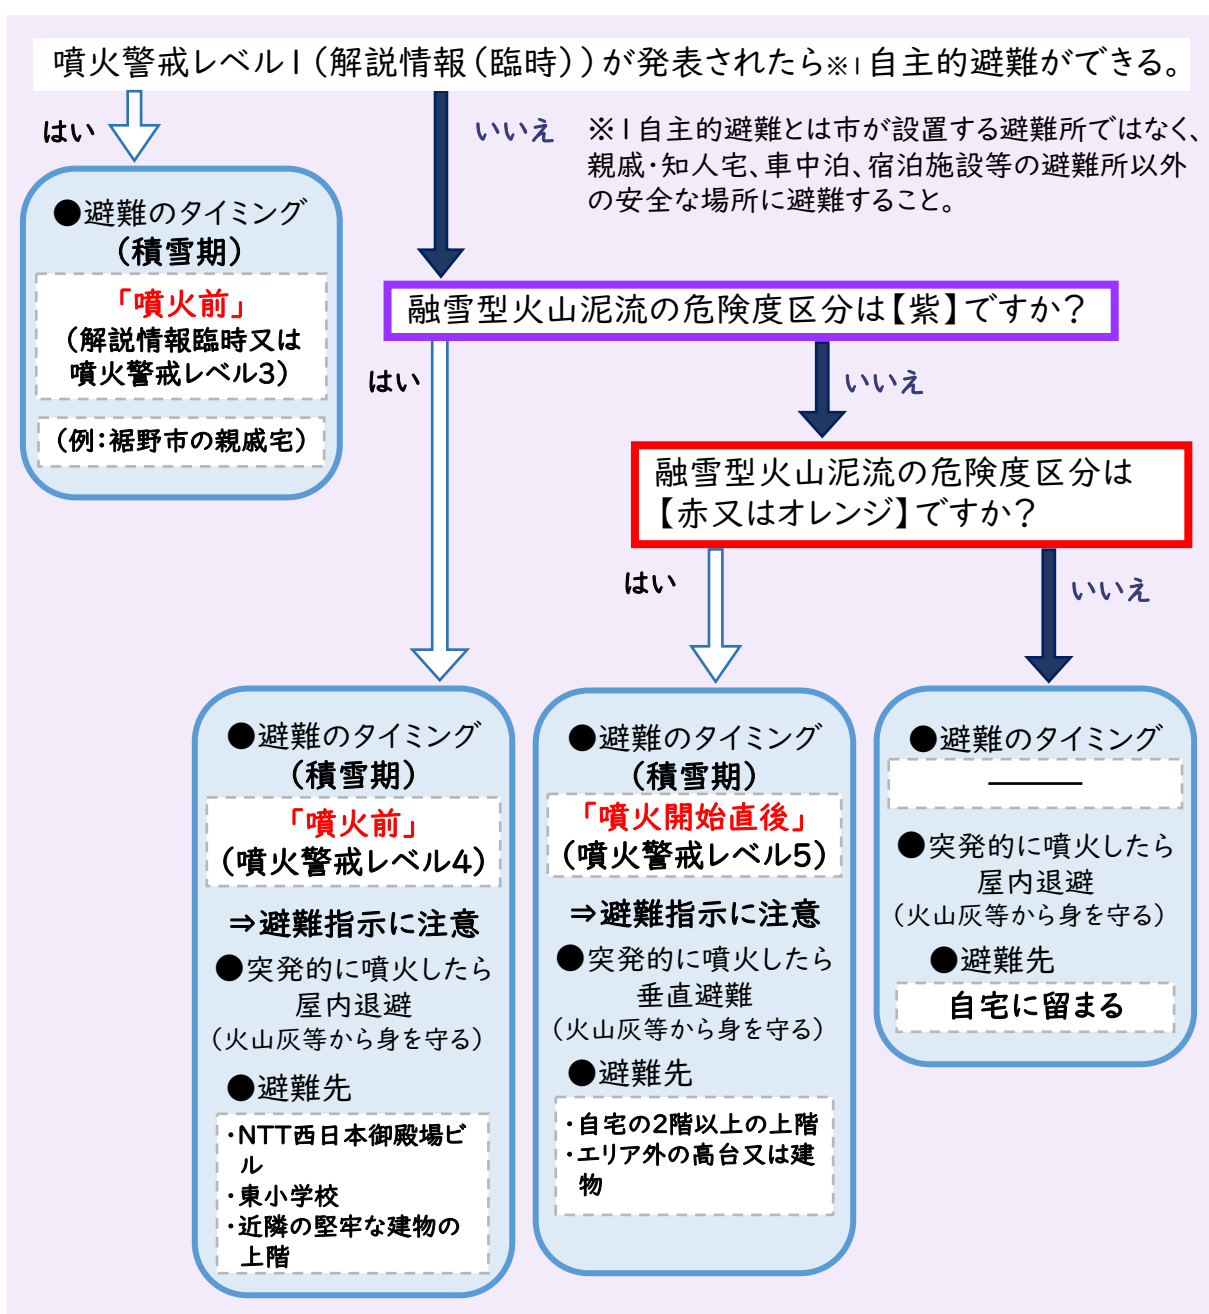 噴火警戒レベル1（解説情報（臨時））が発表されたら※1自主的避難ができる。
はい
いいえ
※1自主的避難とは市が設置する避難所ではなく、
親戚・知人宅、車中泊、宿泊施設等の避難所以外
の安全な場所に避難すること。
●避難のタイミング
（積雪期）
「噴火前」
（解説情報臨時又は
噴火警戒レベル3）
（例：裾野市の親戚宅）
融雪型火山泥流の危険度区分は【紫】ですか？
はい
いいえ
融雪型火山泥流の危険度区分は
【赤又はオレンジ】ですか？
はい
いいえ
●避難のタイミング
（積雪期）
「噴火前」
（噴火警戒レベル4）
⇒避難指示に注意
●突発的に噴火したら
屋内退避
（火山灰等から身を守る）
●避難先
・NTT西日本御殿場ビ
ル
・東小学校
・近隣の堅牢な建物の
上階
●避難のタイミング
（積雪期）
「噴火開始直後」
（噴火警戒レベル5）
⇒避難指示に注意
●突発的に噴火したら
垂直避難
（火山灰等から身を守る）
●避難先
・自宅の2階以上の上階
・エリア外の高台又は建
物
●避難のタイミング
――――
●突発的に噴火したら
屋内退避
（火山灰等から身を守る）
●避難先
自宅に留まる